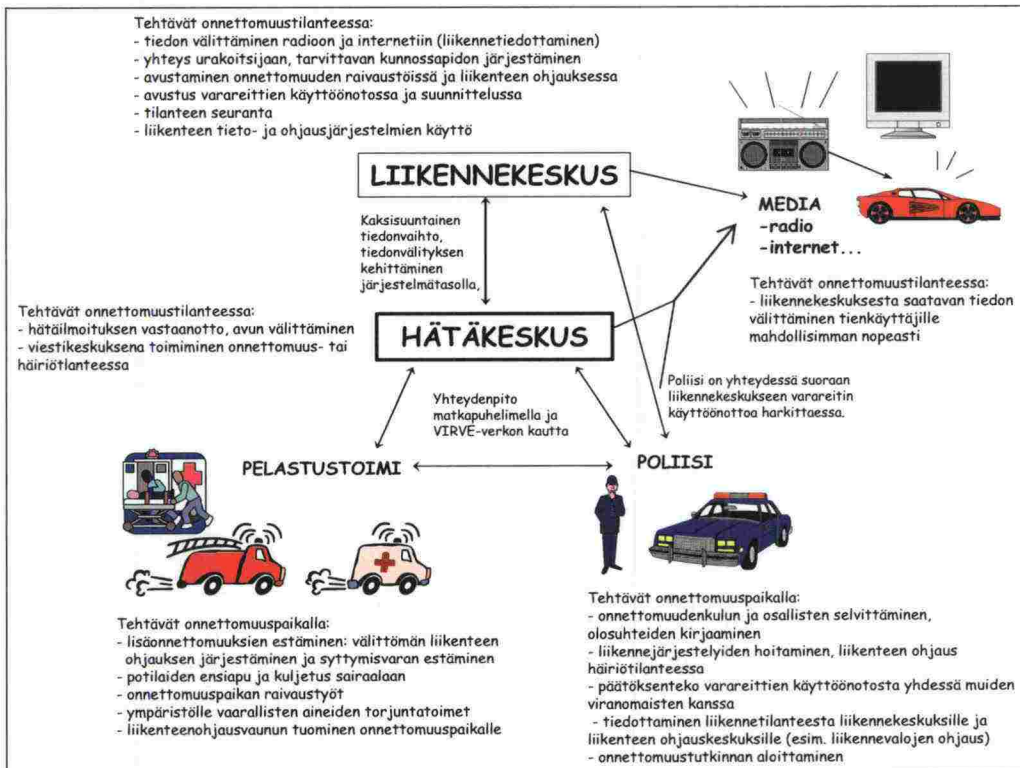 Tehtävät onnettomuustilanteessa:
- tiedon välittäminen radioon ja internetiin (liikennetiedottaminen)
- yhteys urakoitsijaan, tarvittavan kunnossapidon järjestäminen
- avustaminen onnettomuuden raivaustöissä ja liikenteen ohjauksessa
- avustus varareittien käyttöönotossa ja suunnittelussa
- tilanteen seuranta
- liikenteen tieto- ja ohjausjärjestelmien käyttö
LIIKENNEKESKUS
MEDIA
-radio
-internet...
Kaksisuuntainen
tiedonvaihto,
tiedonvälityksen
kehittäminen
järjestelmätasolla,
Tehtävät onnettomuustilanteessa:
- liikennekeskuksesta saatavan tiedon
välittäminen tienkäyttäjille
mahdollisimman nopeasti
Tehtävät onnettomuustilanteessa:
- hätäilmoituksen vastaanotto, avun välittäminen
- viestikeskuksena toimiminen onnettomuus- tai
häiriötlanteessa
HÄTÄKESKUS
Poliisi on yhteydessä suoraan
liikennekeskukseen varareitin
käyttöönottoa harkittaessa.
Yhteydenpito
matkapuhelimella ja
VIRVE-verkon kautta
PELASTUSTOIMI
POLIISI
Tehtävät onnettomuuspaikalla:
- lisäonnettomuuksien estäminen: välittömän liikenteen
ohjauksen järjestäminen ja syttymisvaran estäminen
- potilaiden ensiapu ja kuljetus sairaalaan
- onnettomuuspaikan raivaustyöt
- ympäristölle vaarallisten aineiden torjuntatoimet
- liikenteenohjausvaunun tuominen onnettomuuspaikalle
Tehtävät onnettomuuspaikalla:
- onnettomuudenkulun ja osallisten selvittäminen,
olosuhteiden kirjaaminen
- liikennejärjestelyiden hoitaminen, liikenteen ohjaus
häiriötilanteessa
- päätöksenteko varareittien käyttöönotosta yhdessä muiden
viranomaisten kanssa
- tiedottaminen liikennetilanteesta liikennekeskuksille ja
liikenteen ohjauskeskuksille (esim. liikennevalojen ohjaus)
- onnettomuustutkinnan aloittaminen